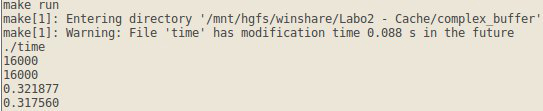 make run
make[1]: Entering directory '/mnt/hgfs/winshare/Labo2 - Cache/complex_buffer'
make[1]: Warning: File 'time' has modification time 0.088 s in the future
./time
16000
16000
0.321877
0.317560